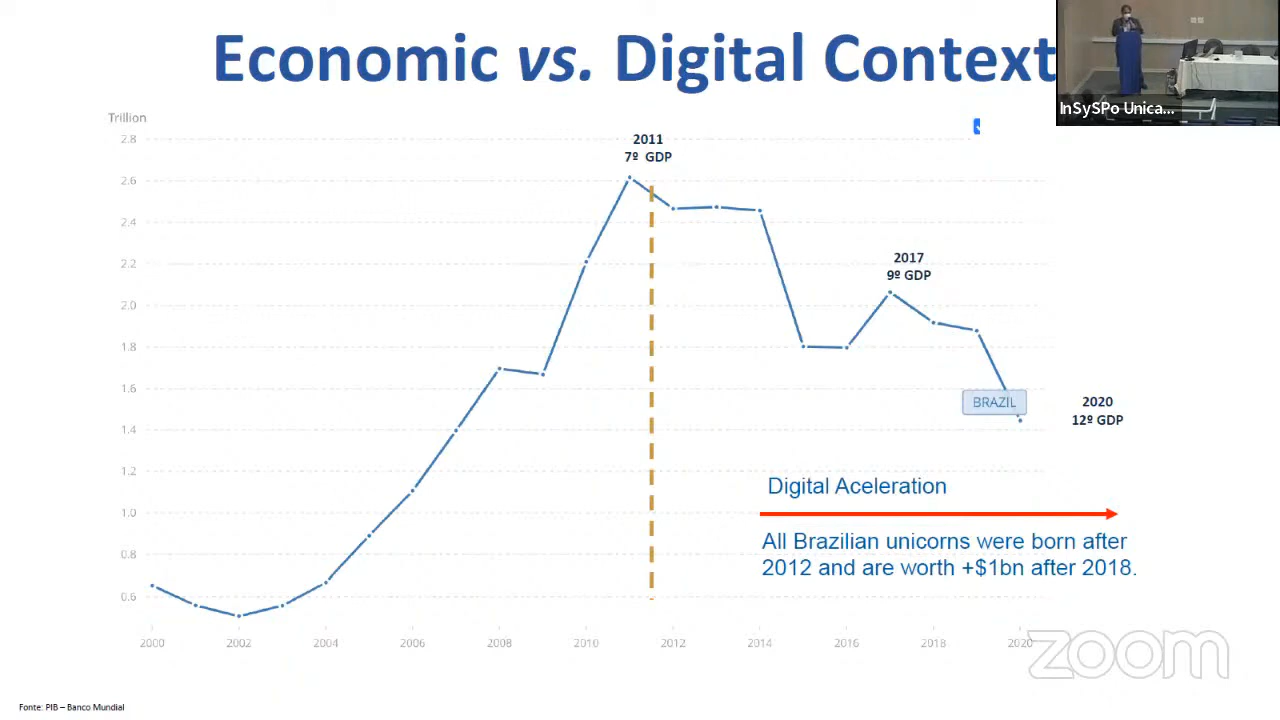 Economic vs. Digital Context
InSySPo Unica...
Trillion
2.8
2.6
2.4
2.2
2.0
1.8
1.6
1.4
1.2
1.0
0.8
0.6
2011
7º GDP
2017
9º GDP
BRAZIL
2020
12º GDP
Digital Aceleration
All Brazilian unicorns were born after
2012 and are worth +$1bn after 2018.
2000 2002 2004 2006 2008 2010 2012 2014 2016 2018 2020
zoom
Fonte: PIB – Banco Mundial